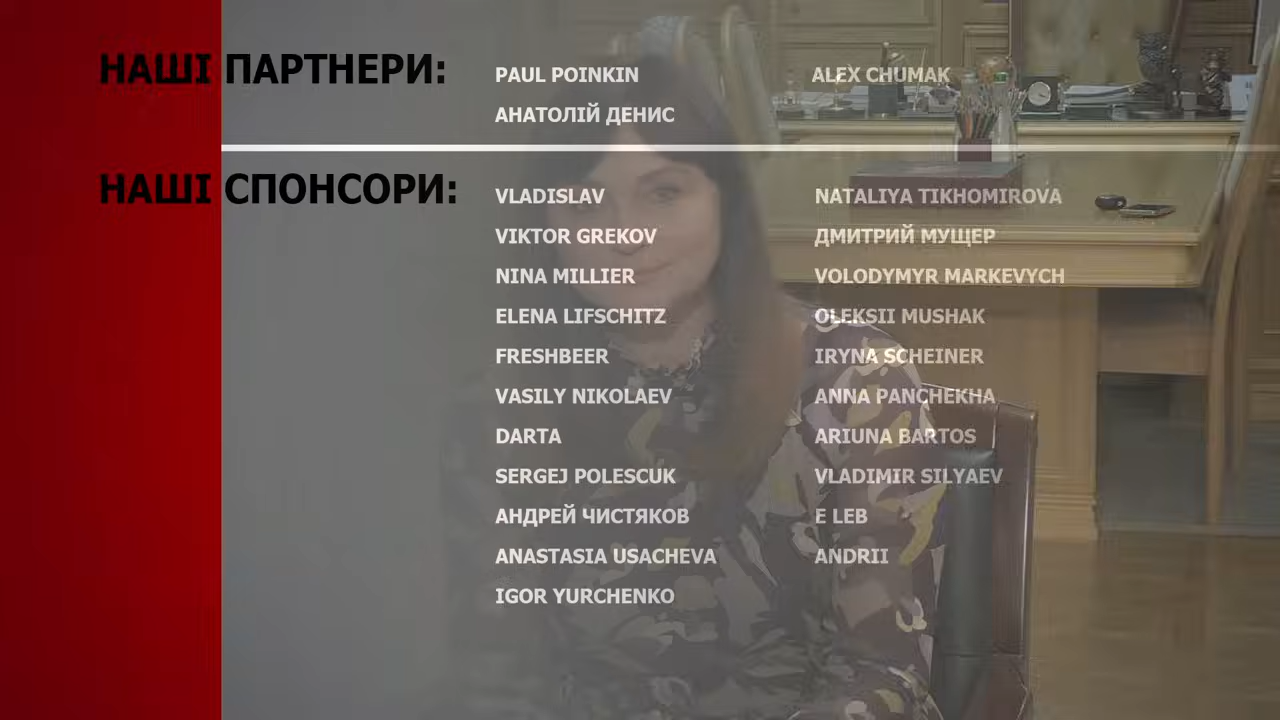 НАШІ ПАРТНЕРИ:
PAUL POINKIN
ALEX CHUMAK
АНАТОЛІЙ ДЕНИС
НАШІ СПОНСОРИ:
VLADISLAV
VIKTOR GREKOV
NINA MILLIER
ELENA LIFSCHITZ
FRESHBEER
VASILY NIKOLAEV
DARTA
SERGEJ POLESCUK
АНДРЕЙ ЧИСТЯКОВ
ANASTASIA USACHEVA
IGOR YURCHENKO
NATALIYA TIKHOMIROVA
ДМИТРИЙ МУЩЕР
VOLODYMYR MARKEVYCH
OLEKSII MUSHAK
IRYNA SCHEINER
ANNA PANCHEKHA
ARIUNA BARTOS
VLADIMIR SILYAEV
E LEB
ANDRII